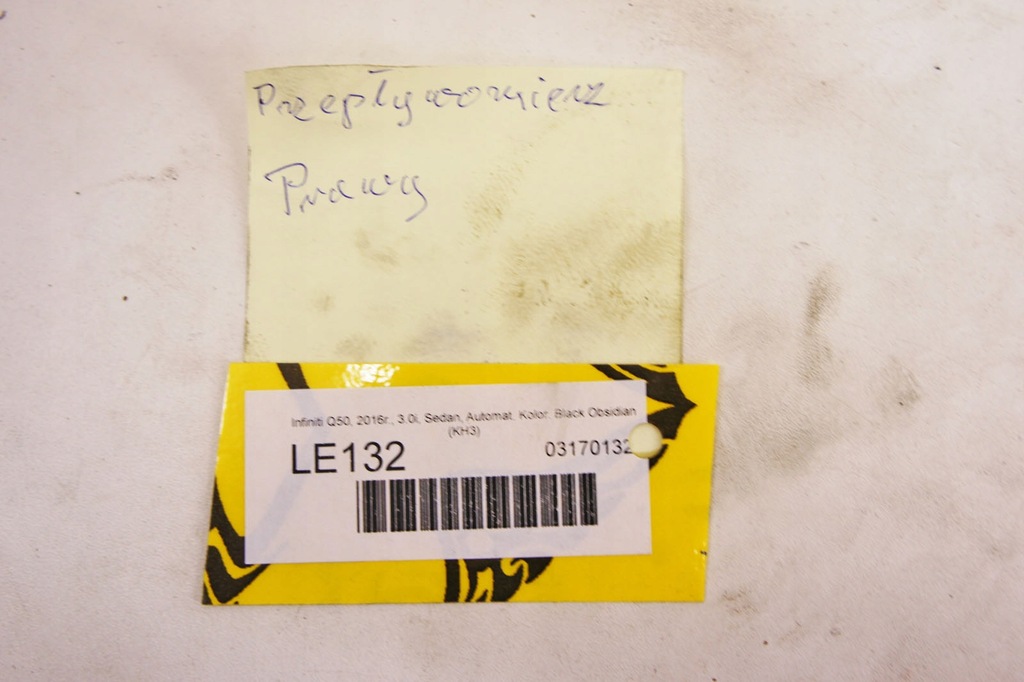 Przepływomierz
Prawy
Infiniti Q50, 2016r., 3.0i, Sedan, Automat. Kolor: Black Obsidian
(KH3)
LE132
03170132